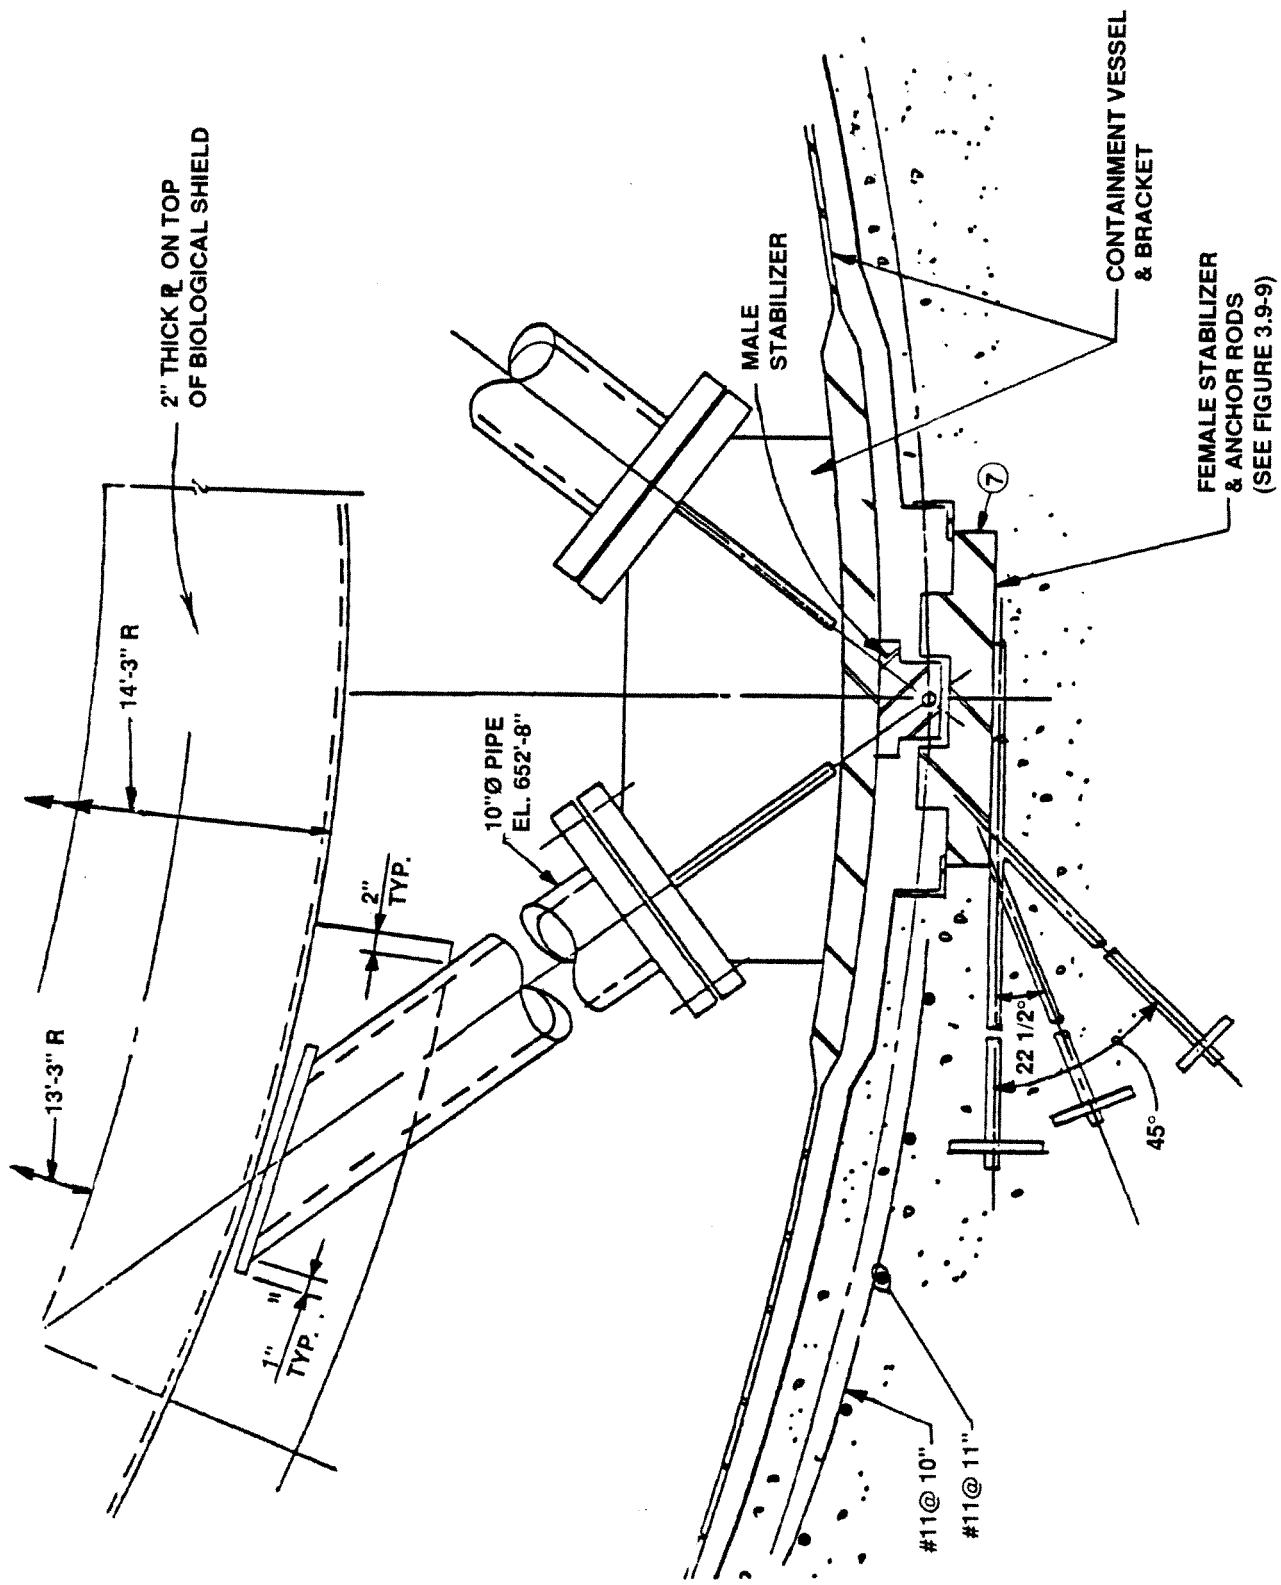 2" THICK ⅊ ON TOP
OF BIOLOGICAL SHIELD
14'-3" R
13'-3" R
2"
TYP.
1"
TYP.
10"Ø PIPE
EL. 652'-8"
MALE
STABILIZER
CONTAINMENT VESSEL
& BRACKET
FEMALE STABILIZER
& ANCHOR RODS
(SEE FIGURE 3.9-9)
7
22 1/2°
45°
#11@ 10"
#11@ 11"